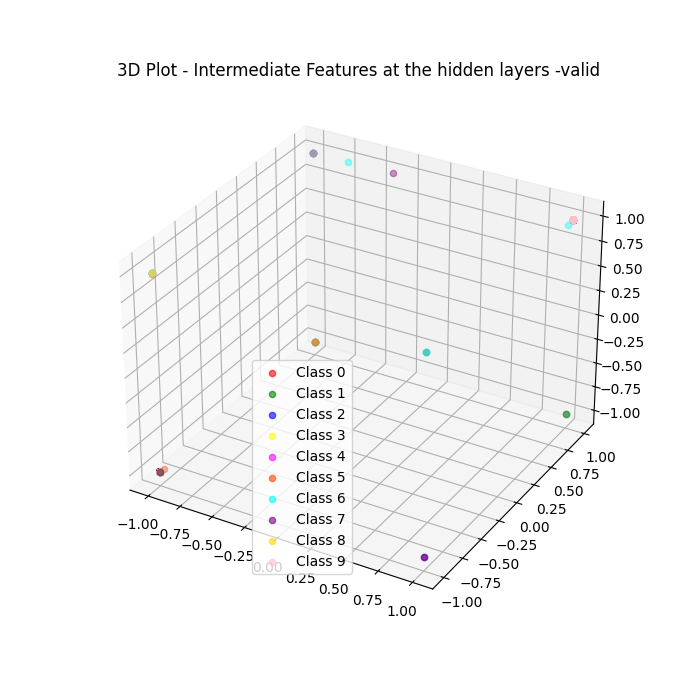 3D Plot - Intermediate Features at the hidden layers -valid
1.00
0.75
0.50
0.25
0.00
−0.25
−0.50
−0.75
−1.00
Class 0
Class 1
Class 2
Class 3
Class 4
Class 5
Class 6
Class 7
Class 8
Class 9
−1.00
−0.75
−0.50
−0.25
0.00
0.25
0.50
0.75
1.00
1.00
0.75
0.50
0.25
0.00
−0.25
−0.50
−0.75
−1.00